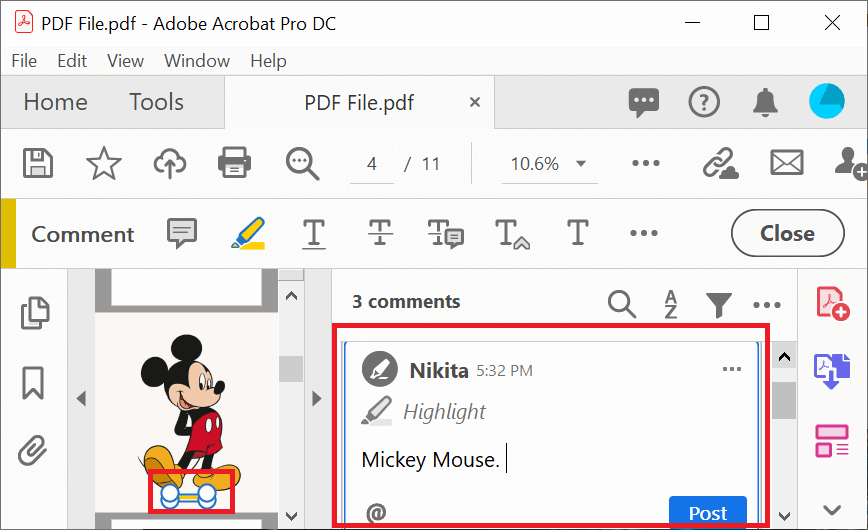 PDF File.pdf - Adobe Acrobat Pro DC
File Edit View Window Help
Home Tools PDF File.pdf ×
4 / 11 10.6%
Comment T T T T T Close
3 comments A Z
Nikita 5:32 PM
Highlight
Mickey Mouse.
@ Post